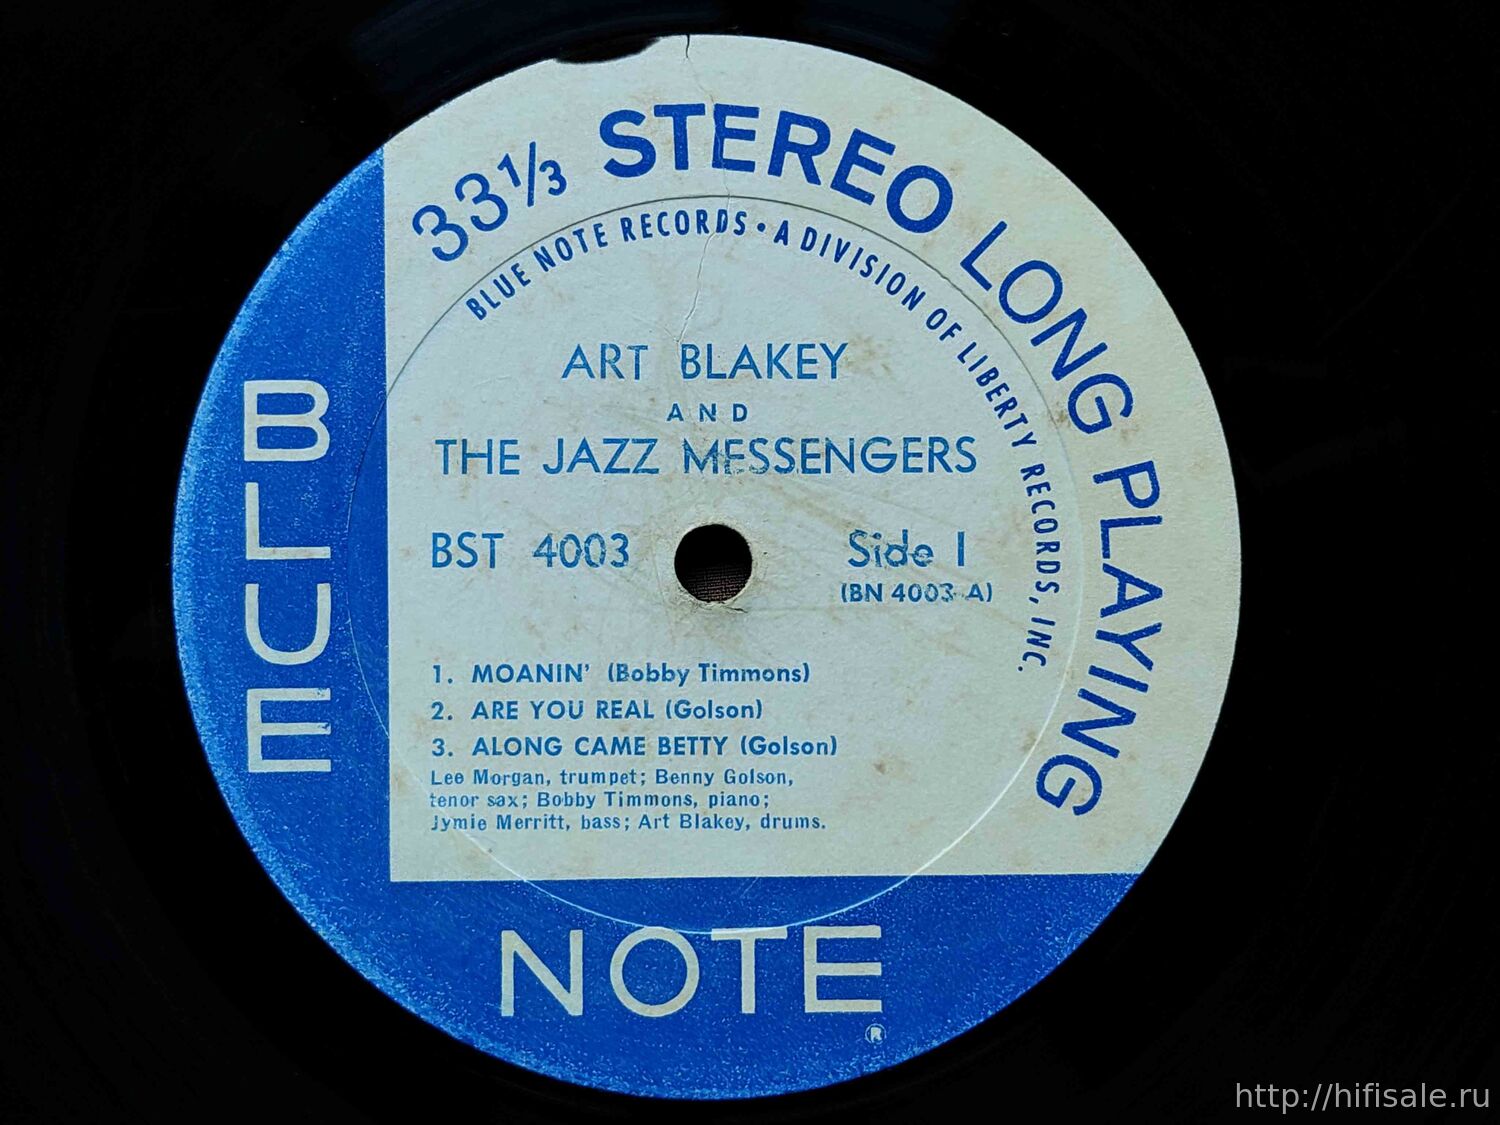 33⅓ STEREO LONG PLAYING
BLUE NOTE RECORDS • A DIVISION OF LIBERTY RECORDS, INC.
ART BLAKEY
AND
THE JAZZ MESSENGERS
BST 4003 Side 1
(BN 4003-A)
1. MOANIN' (Bobby Timmons)
2. ARE YOU REAL (Golson)
3. ALONG CAME BETTY (Golson)
Lee Morgan, trumpet; Benny Golson,
tenor sax; Bobby Timmons, piano;
Jymie Merritt, bass; Art Blakey, drums.
BLUE
NOTE
®
http://hifisale.ru